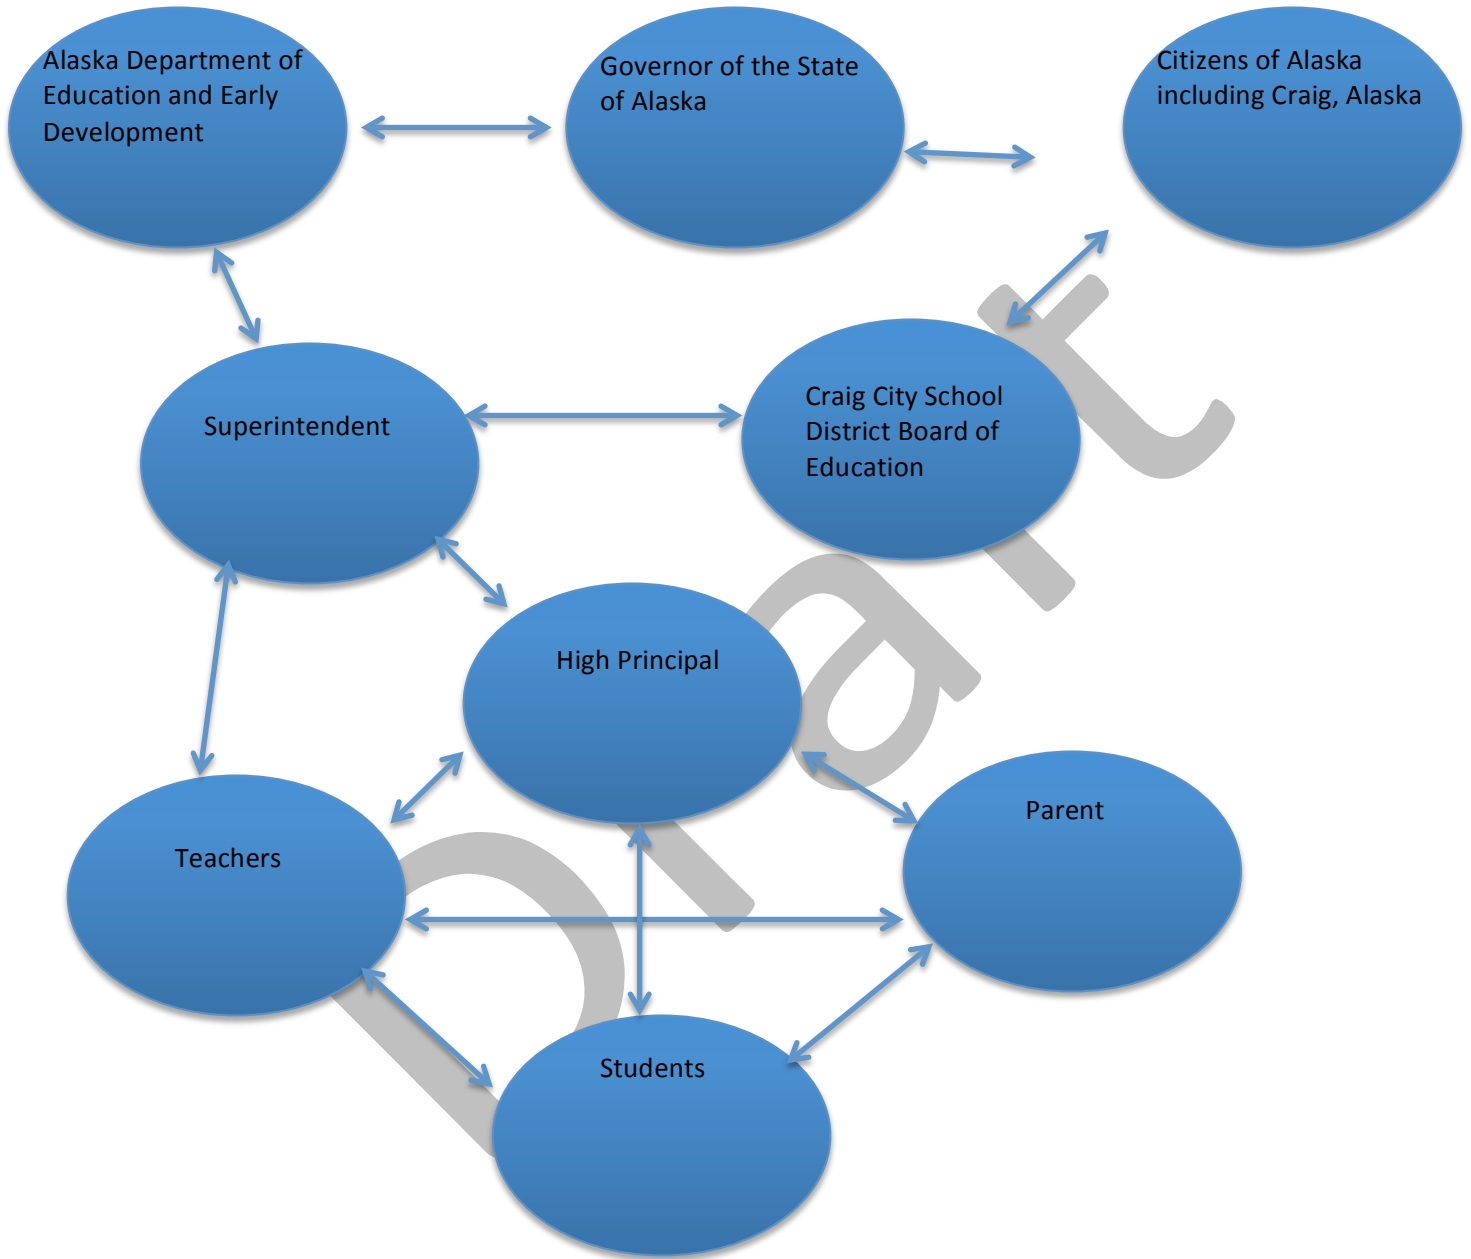 Alaska Department of
Education and Early
Development
Governor of the State
of Alaska
Citizens of Alaska
including Craig, Alaska
Superintendent
Craig City School
District Board of
Education
High Principal
Parent
Teachers
Students
Draft